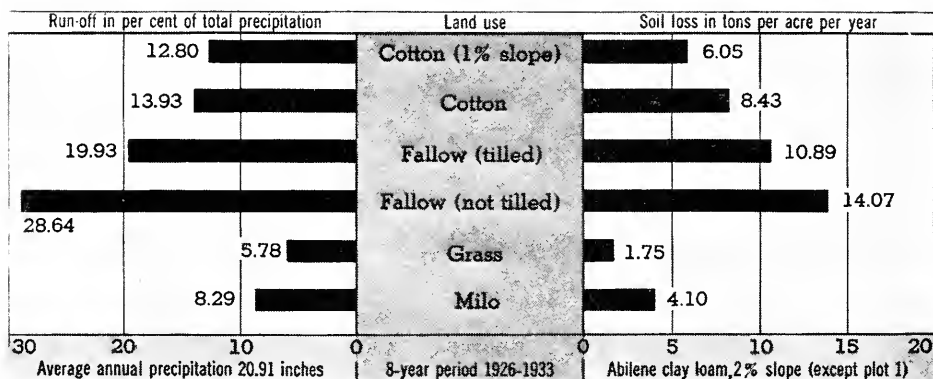 Run-off in per cent of total precipitation Land use Soil loss in tons per acre per year
12.80 Cotton (1% slope) 6.05
13.93 Cotton 8.43
19.93 Fallow (tilled) 10.89
28.64 Fallow (not tilled) 14.07
5.78 Grass 1.75
8.29 Milo 4.10
30 20 10 0 0 5 10 15 20
Average annual precipitation 20.91 inches 8-year period 1926-1933 Abilene clay loam, 2% slope (except plot 1)